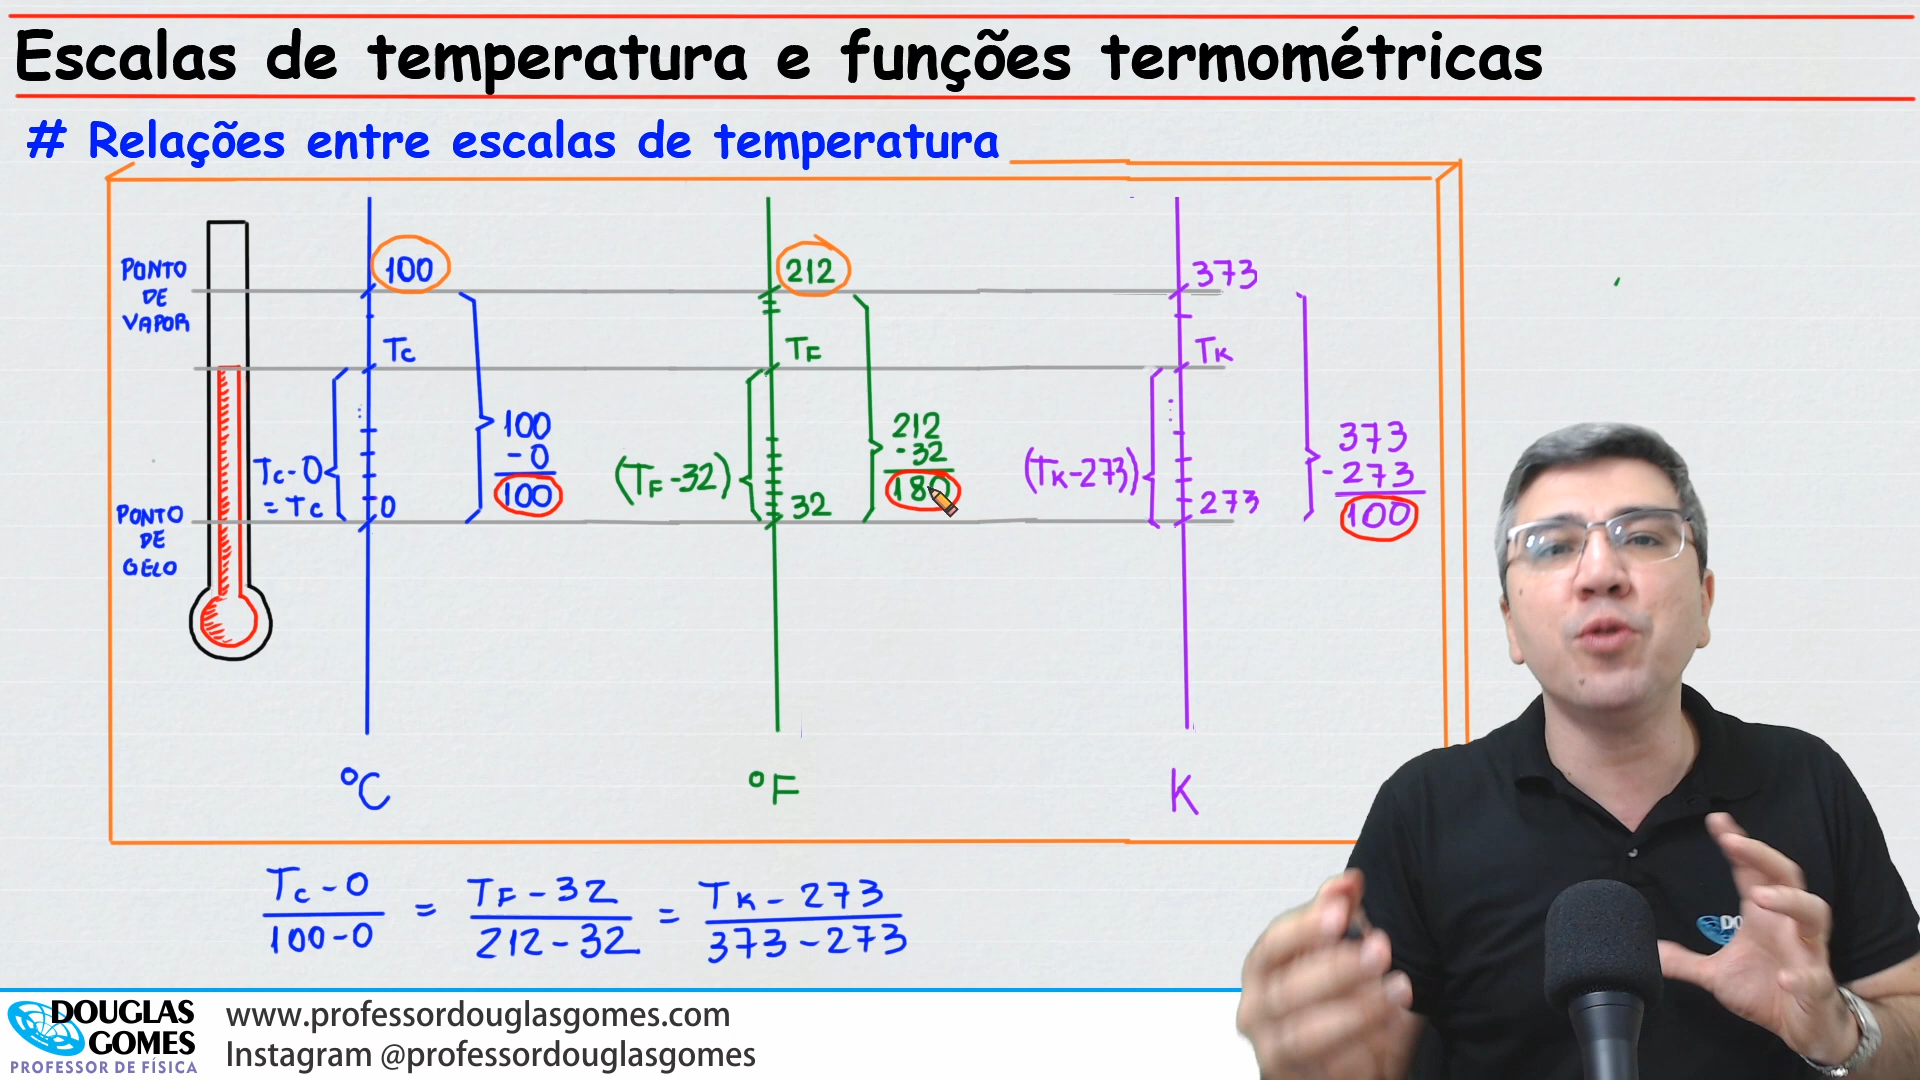 Escalas de temperatura e funções termométricas
# Relações entre escalas de temperatura
PONTO
DE
VAPOR
100
212
373
Tc
TF
TK
100
-0
100
212
-32
180
373
-273
100
Tc-0
= Tc
(TF-32)
(TK-273)
0
32
273
PONTO
DE
GELO
°C
°F
K
Tc - 0 = TF - 32 = TK - 273
100-0 212-32 373-273
DOUGLAS
GOMES
PROFESSOR DE FÍSICA
www.professordouglasgomes.com
Instagram @professordouglasgomes